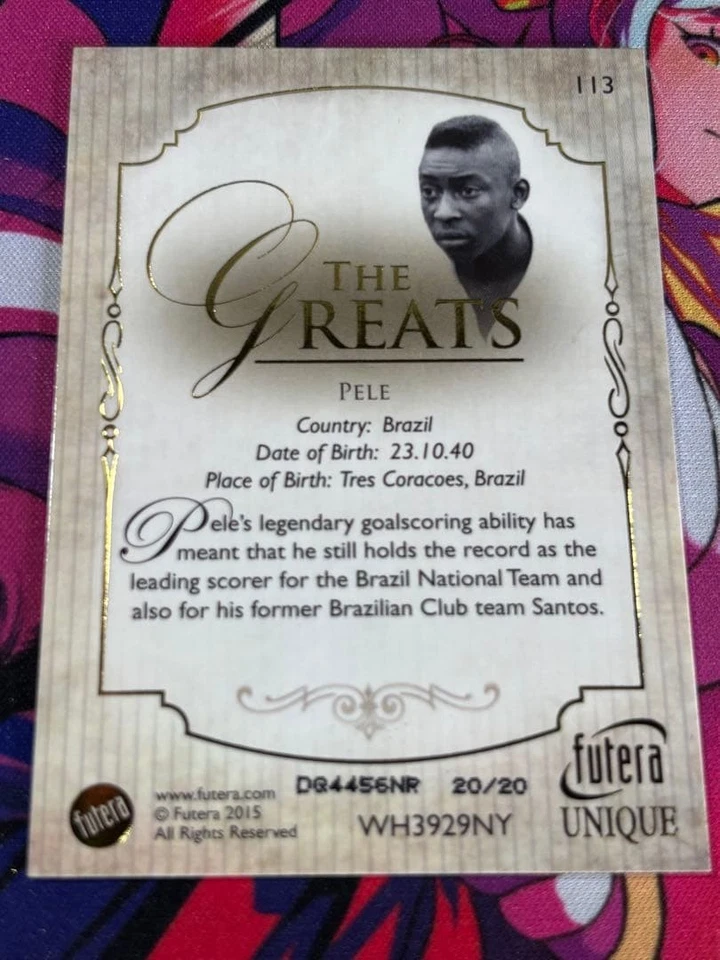 113
THE
GREATS
PELE
Country: Brazil
Date of Birth: 23.10.40
Place of Birth: Tres Coracoes, Brazil
Pele's legendary goalscoring ability has
meant that he still holds the record as the
leading scorer for the Brazil National Team and
also for his former Brazilian Club team Santos.
futera
UNIQUE
futera
www.futera.com
© Futera 2015
All Rights Reserved
DQ4456NR 20/20
WH3929NY